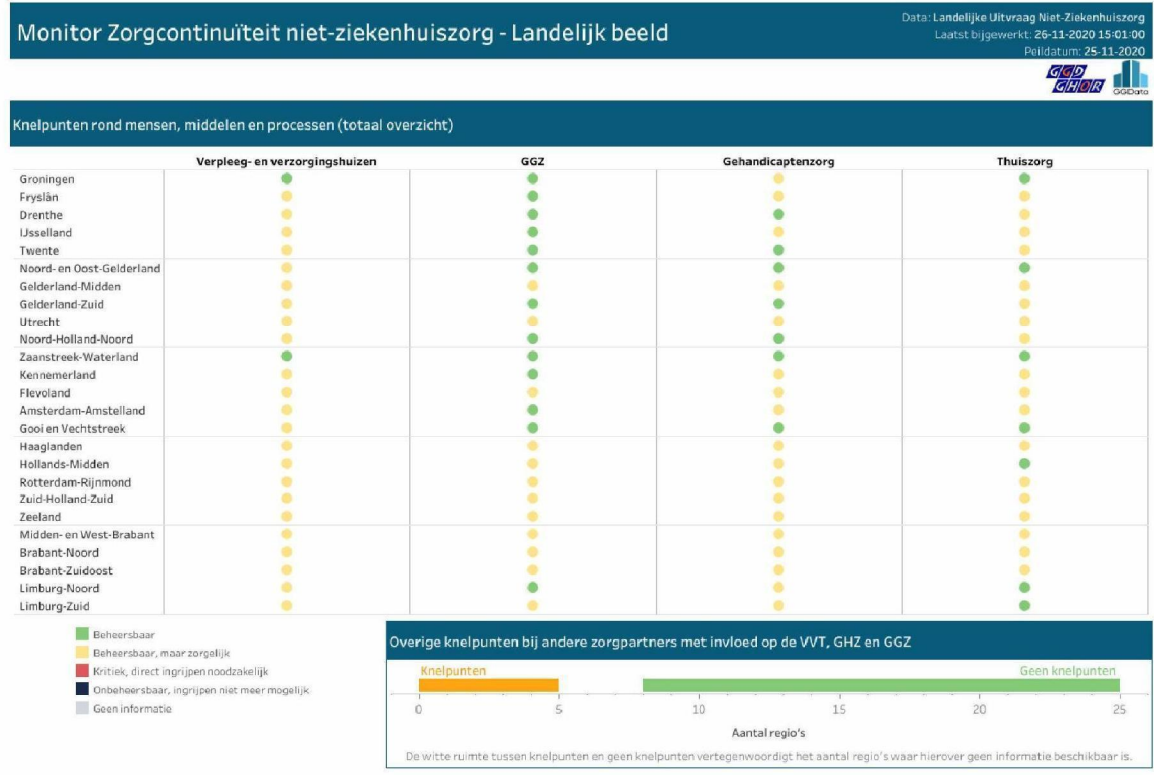 Monitor Zorgcontinuïteit niet-ziekenhuiszorg - Landelijk beeld
Data: Landelijke Uitvraag Niet-Ziekenhuiszorg
Laatst bijgewerkt: 26-11-2020 15:01:00
Peildatum: 25-11-2020
GGD
GHOR
GGIData
Knelpunten rond mensen, middelen en processen (totaal overzicht)
Verpleeg- en verzorgingshuizen GGZ Gehandicaptenzorg Thuiszorg
Groningen
Fryslân
Drenthe
IJsselland
Twente
Noord- en Oost-Gelderland
Gelderland-Midden
Gelderland-Zuid
Utrecht
Noord-Holland-Noord
Zaanstreek-Waterland
Kennemerland
Flevoland
Amsterdam-Amstelland
Gooi en Vechtstreek
Haaglanden
Hollands-Midden
Rotterdam-Rijnmond
Zuid-Holland-Zuid
Zeeland
Midden- en West-Brabant
Brabant-Noord
Brabant-Zuidoost
Limburg-Noord
Limburg-Zuid
Beheersbaar
Beheersbaar, maar zorgelijk
Kritiek, direct ingrijpen noodzakelijk
Onbeheersbaar, ingrijpen niet meer mogelijk
Geen informatie
Overige knelpunten bij andere zorgpartners met invloed op de VVT, GHZ en GGZ
Knelpunten Geen knelpunten
0 5 10 15 20 25
Aantal regio's
De witte ruimte tussen knelpunten en geen knelpunten vertegenwoordigt het aantal regio's waar hierover geen informatie beschikbaar is.